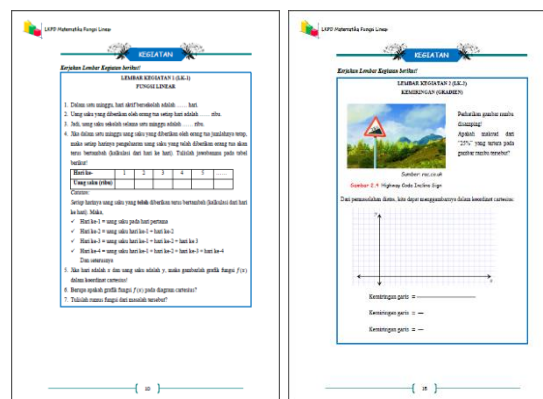 LKPD Matematika Fungsi Linear
KEGIATAN
Kerjakan Lembar Kegiatan berikut!
LEMBAR KEGIATAN 1 (LK-1)
FUNGSI LINEAR
1. Dalam satu minggu, hari aktif bersekolah adalah ....... hari.
2. Uang saku yang diberikan oleh orang tua setiap hari adalah ....... ribu.
3. Jadi, uang saku sekolah selama satu minggu adalah ....... ribu.
4. Jika dalam satu minggu uang saku yang diberikan oleh orang tua jumlahnya tetap,
maka setiap harinya pengeluaran uang saku yang telah diberikan orang tua akan
terus bertambah (kalkulasi dari hari ke hari). Tulislah jawabanmu pada tabel
berikut!
Hari ke- 1 2 3 4 5 ......
Uang saku (ribu)
Catatan:
Setiap harinya uang saku yang telah diberikan terus bertambah (kalkulasi dari hari
ke hari). Maka,
✓ Hari ke-1 = uang saku pada hari pertama
✓ Hari ke-2 = uang saku hari ke-1 + hari ke-2
✓ Hari ke-3 = uang saku hari ke-1 + hari ke-2 + hari ke 3
✓ Hari ke-4 = uang saku hari ke-1 + hari ke-2 + hari ke-3 + hari ke-4
Dan seterusnya
5. Jika hari adalah x dan uang saku adalah y, maka gambarlah grafik fungsi f(x)
dalam koordinat cartesius!
6. Berupa apakah grafik fungsi f(x) pada diagram cartesius?
7. Tulislah rumus fungsi dari masalah tersebut?
10
LKPD Matematika Fungsi Linear
KEGIATAN
Kerjakan Lembar Kegiatan berikut!
LEMBAR KEGIATAN 2 (LK-2)
KEMIRINGAN (GRADIEN)
Perhatikan gambar rambu
disamping!
Apakah maksud dari
"25%" yang tertera pada
gambar rambu tersebut?
Sumber: rac.co.uk
Gambar 2.4 Highway Code Incline Sign
Dari permasalahan diatas, kita dapat menggambarnya dalam koordinat cartesius:
y
x
Kemiringan garis =
Kemiringan garis =
Kemiringan garis =